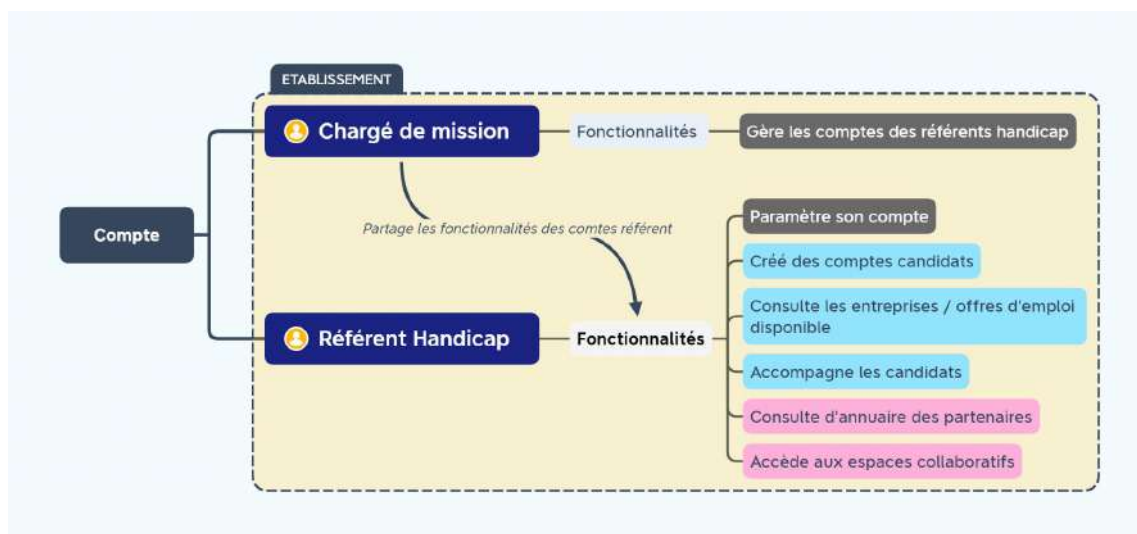 ETABLISSEMENT
Chargé de mission
Fonctionnalités
Gère les comptes des référents handicap
Compte
Partage les fonctionnalités des comtes référent
Référent Handicap
Fonctionnalités
Paramètre son compte
Créé des comptes candidats
Consulte les entreprises / offres d'emploi
disponible
Accompagne les candidats
Consulte d'annuaire des partenaires
Accède aux espaces collaboratifs